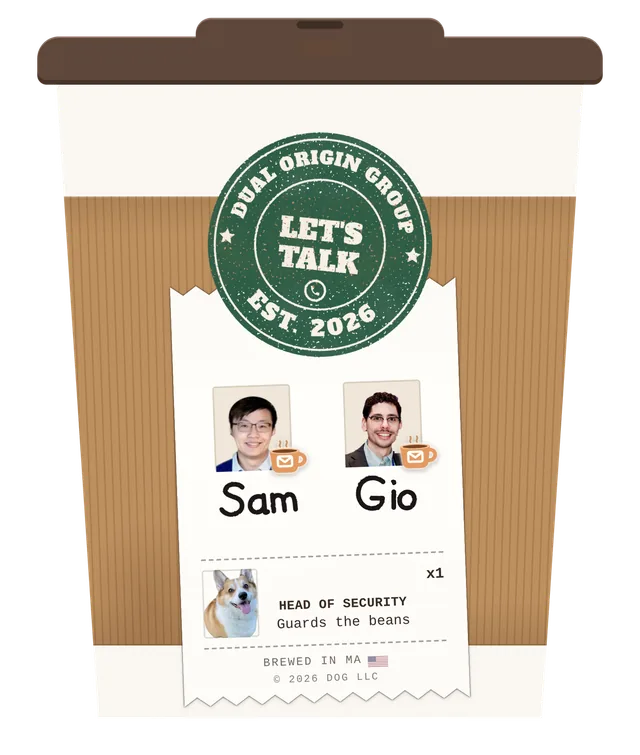 DUAL ORIGIN GROUP
LET'S
TALK
EST. 2026
Sam Gio
x1
HEAD OF SECURITY
Guards the beans
BREWED IN MA
© 2026 DOG LLC